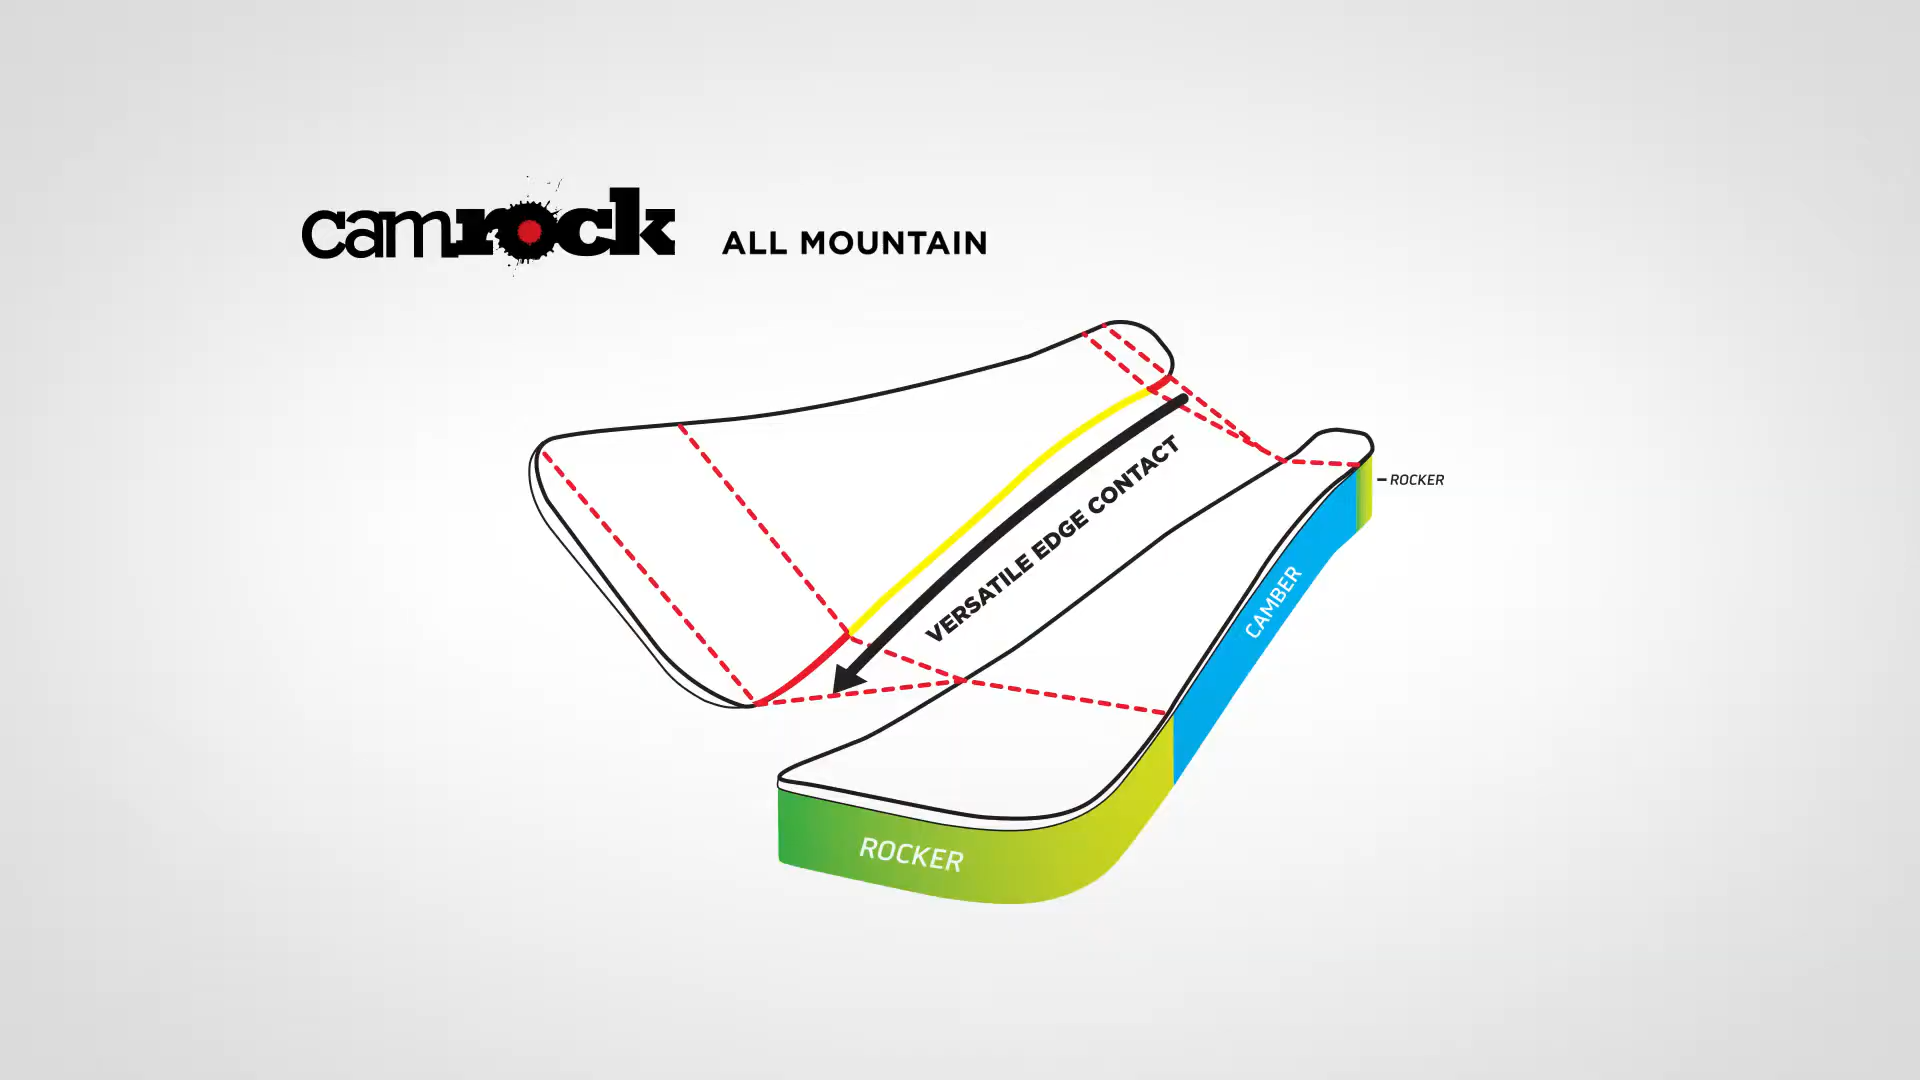 camrock ALL MOUNTAIN
ROCKER
VERSATILE EDGE CONTACT
CAMBER
ROCKER